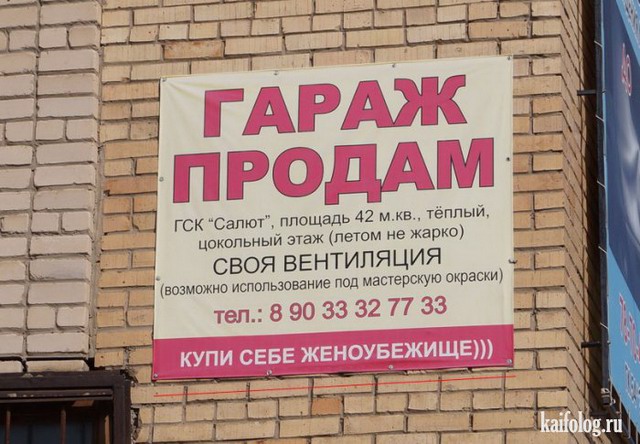 ГАРАЖ
ПРОДАМ
ГСК "Салют", площадь 42 м.кв., тёплый,
цокольный этаж (летом не жарко)
СВОЯ ВЕНТИЛЯЦИЯ
(возможно использование под мастерскую окраски)
тел.: 8 90 33 32 77 33
КУПИ СЕБЕ ЖЕНОУБЕЖИЩЕ)))
kaifolog.ru